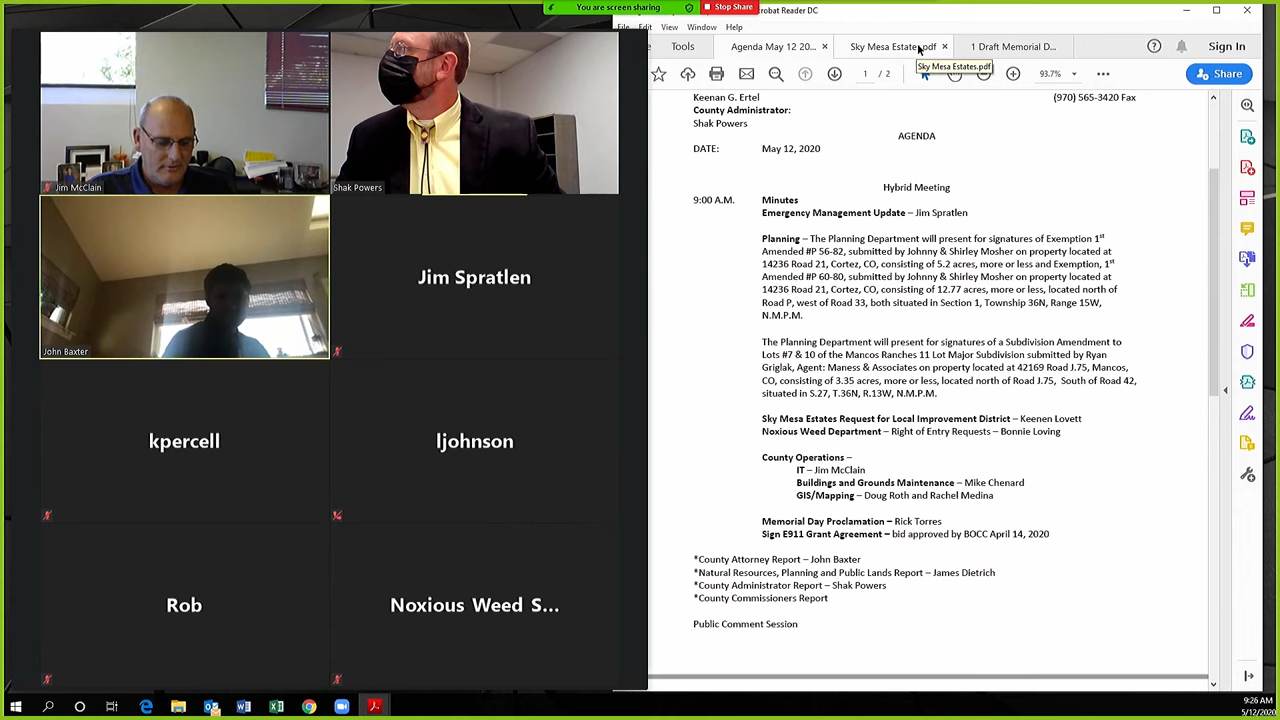 You are screen sharing
Stop Share
crobat Reader DC
File Edit View Window Help
Tools
Agenda May 12 20...
Sky Mesa Estates.pdf
1 Draft Memorial D...
Sign In
1 / 2
Sky Mesa Estates.pdf
93.7%
Share
Keenan G. Ertel
(970) 565-3420 Fax
County Administrator:
Shak Powers
AGENDA
DATE: May 12, 2020
Hybrid Meeting
9:00 A.M. Minutes
Emergency Management Update – Jim Spratlen
Planning – The Planning Department will present for signatures of Exemption 1st
Amended #P 56-82, submitted by Johnny & Shirley Mosher on property located at
14236 Road 21, Cortez, CO, consisting of 5.2 acres, more or less and Exemption, 1st
Amended #P 60-80, submitted by Johnny & Shirley Mosher on property located at
14236 Road 21, Cortez, CO, consisting of 12.77 acres, more or less, located north of
Road P, west of Road 33, both situated in Section 1, Township 36N, Range 15W,
N.M.P.M.
The Planning Department will present for signatures of a Subdivision Amendment to
Lots #7 & 10 of the Mancos Ranches 11 Lot Major Subdivision submitted by Ryan
Griglak, Agent: Maness & Associates on property located at 42169 Road J.75, Mancos,
CO, consisting of 3.35 acres, more or less, located north of Road J.75, South of Road 42,
situated in S.27, T.36N, R.13W, N.M.P.M.
Sky Mesa Estates Request for Local Improvement District – Keenen Lovett
Noxious Weed Department – Right of Entry Requests – Bonnie Loving
County Operations –
IT – Jim McClain
Buildings and Grounds Maintenance – Mike Chenard
GIS/Mapping – Doug Roth and Rachel Medina
Memorial Day Proclamation – Rick Torres
Sign E911 Grant Agreement – bid approved by BOCC April 14, 2020
*County Attorney Report – John Baxter
*Natural Resources, Planning and Public Lands Report – James Dietrich
*County Administrator Report – Shak Powers
*County Commissioners Report
Public Comment Session
Jim McClain
Shak Powers
John Baxter
Jim Spratlen
kpercell
ljohnson
Rob
Noxious Weed S...
9:26 AM
5/12/2020